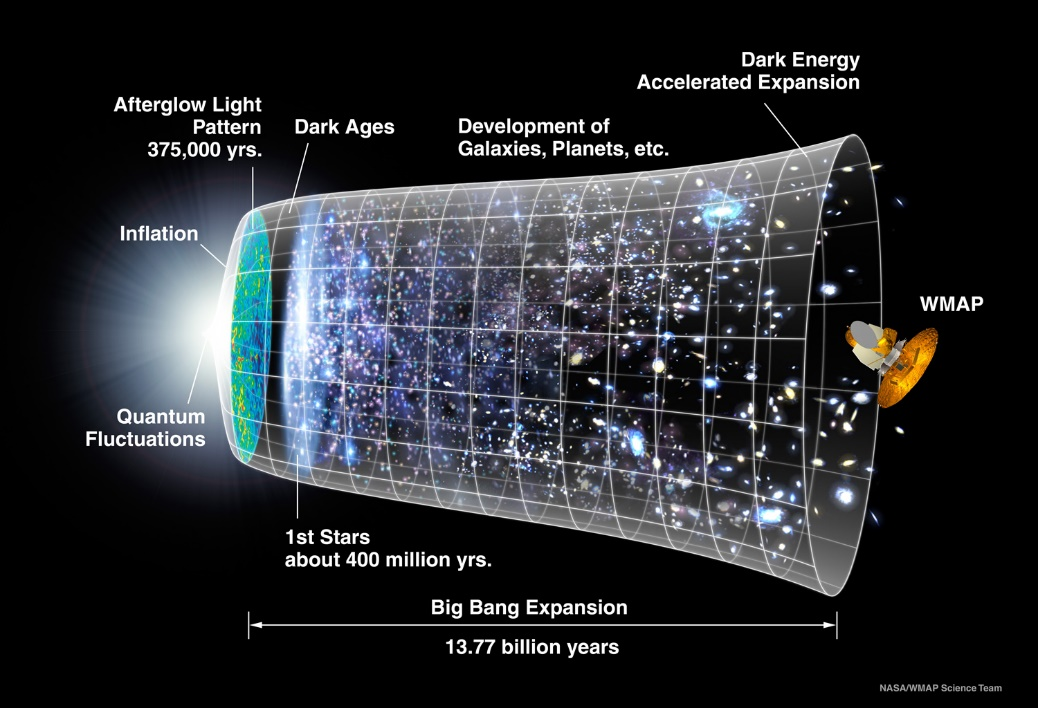 Dark Energy
Accelerated Expansion
Afterglow Light
Pattern
375,000 yrs.
Dark Ages
Development of
Galaxies, Planets, etc.
Inflation
WMAP
Quantum
Fluctuations
1st Stars
about 400 million yrs.
Big Bang Expansion
13.77 billion years
NASA/WMAP Science Team